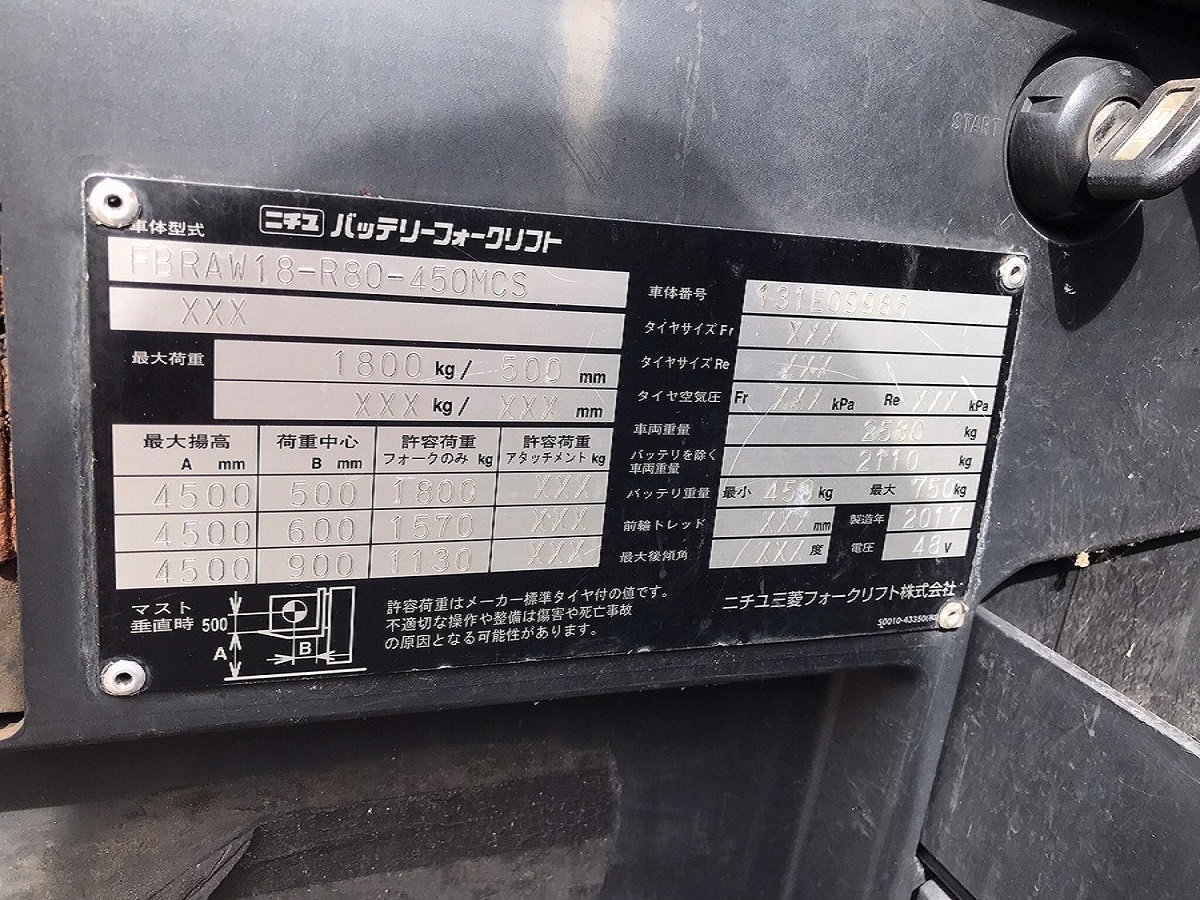 START
ニチユ バッテリーフォークリフト
車体型式
FBRAW18-R80-450MCS
XXX
最大荷重 1800 kg/ 500 mm
XXX kg/ XXX mm
最大揚高 荷重中心 許容荷重 許容荷重
A mm B mm フォークのみ kg アタッチメント kg
4500 500 1800 XXX
4500 600 1570 XXX
4500 900 1130 XXX
マスト
垂直時 500
A
B
許容荷重はメーカー標準タイヤ付の値です。
不適切な操作や整備は傷害や死亡事故
の原因となる可能性があります。
車体番号 131E09986
タイヤサイズ Fr XXX
タイヤサイズ Re XXX
タイヤ空気圧 Fr XXX kPa Re XXX kPa
車両重量 kg
バッテリを除く
車両重量 2110 kg
バッテリ重量 最小 kg 最大 750 kg
前輪トレッド XXX mm 製造年 2017
最大後傾角 XXX 度 電圧 48 V
ニチユ三菱フォークリフト株式会社